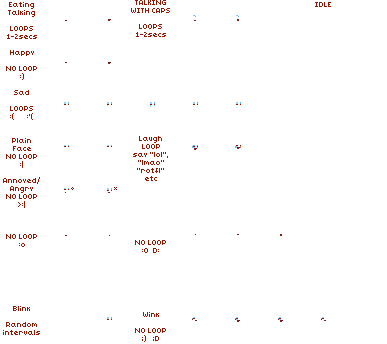 Eating
Talking
LOOPS
1-2secs
TALKING
WITH CAPS
LOOPS
1-2secs
IDLE
Happy
NO LOOP
:)
Sad
LOOPS
:( :'(
Plain
Face
NO LOOP
:|
Laugh
LOOP
say "lol",
"lmao"
"rotfl"
etc
Annoyed/
Angry
NO LOOP
>:|
NO LOOP
:o
NO LOOP
:O D:
Blink
Random
intervals
Wink
NO LOOP
;) ;D